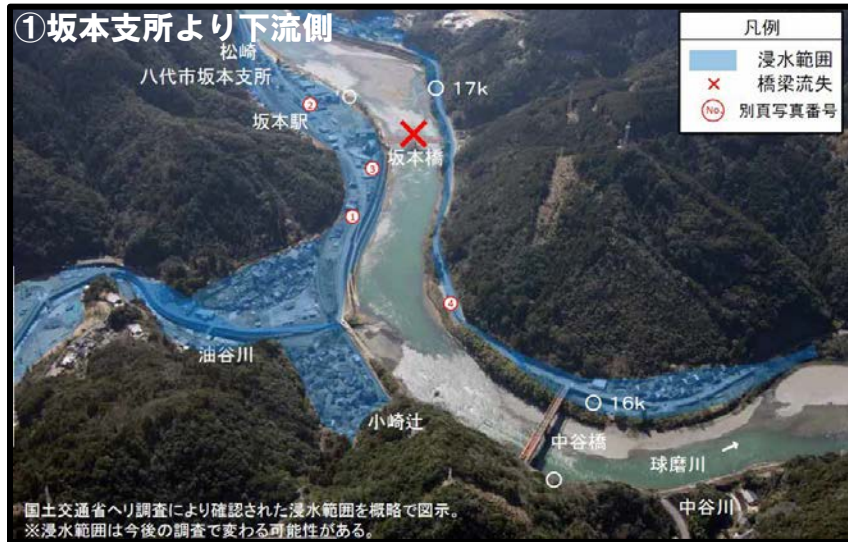 ①坂本支所より下流側
凡例
浸水範囲
橋梁流失
No. 別頁写真番号
松崎
八代市坂本支所
17k
②
坂本駅
坂本橋
③
①
④
油谷川
小崎辻
16k
中谷橋
球磨川
中谷川
国土交通省ヘリ調査により確認された浸水範囲を概略で図示。
※浸水範囲は今後の調査で変わる可能性がある。